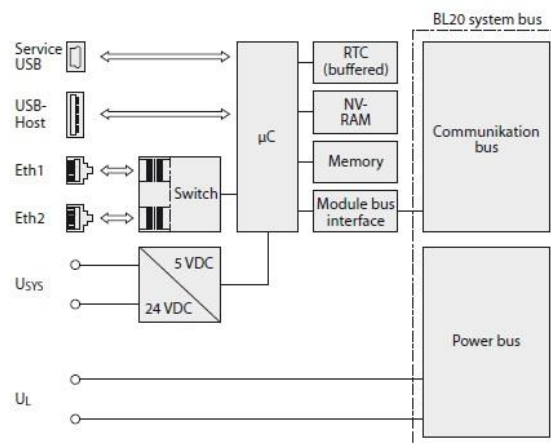 BL20 system bus
Service
USB
USB-
Host
Eth1
Eth2
Switch
µC
RTC
(buffered)
NV-
RAM
Memory
Module bus
interface
Communikation
bus
USYS
5 VDC
24 VDC
Power bus
UL